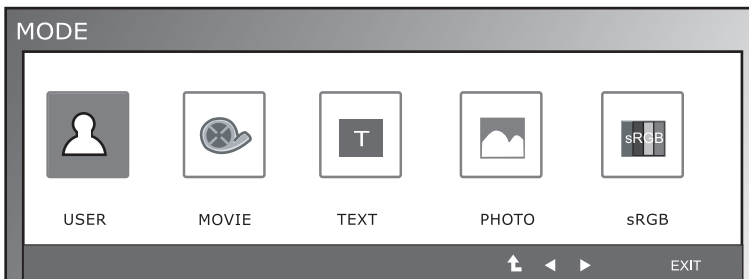 MODE
T
sRGB
USER MOVIE TEXT PHOTO sRGB
EXIT